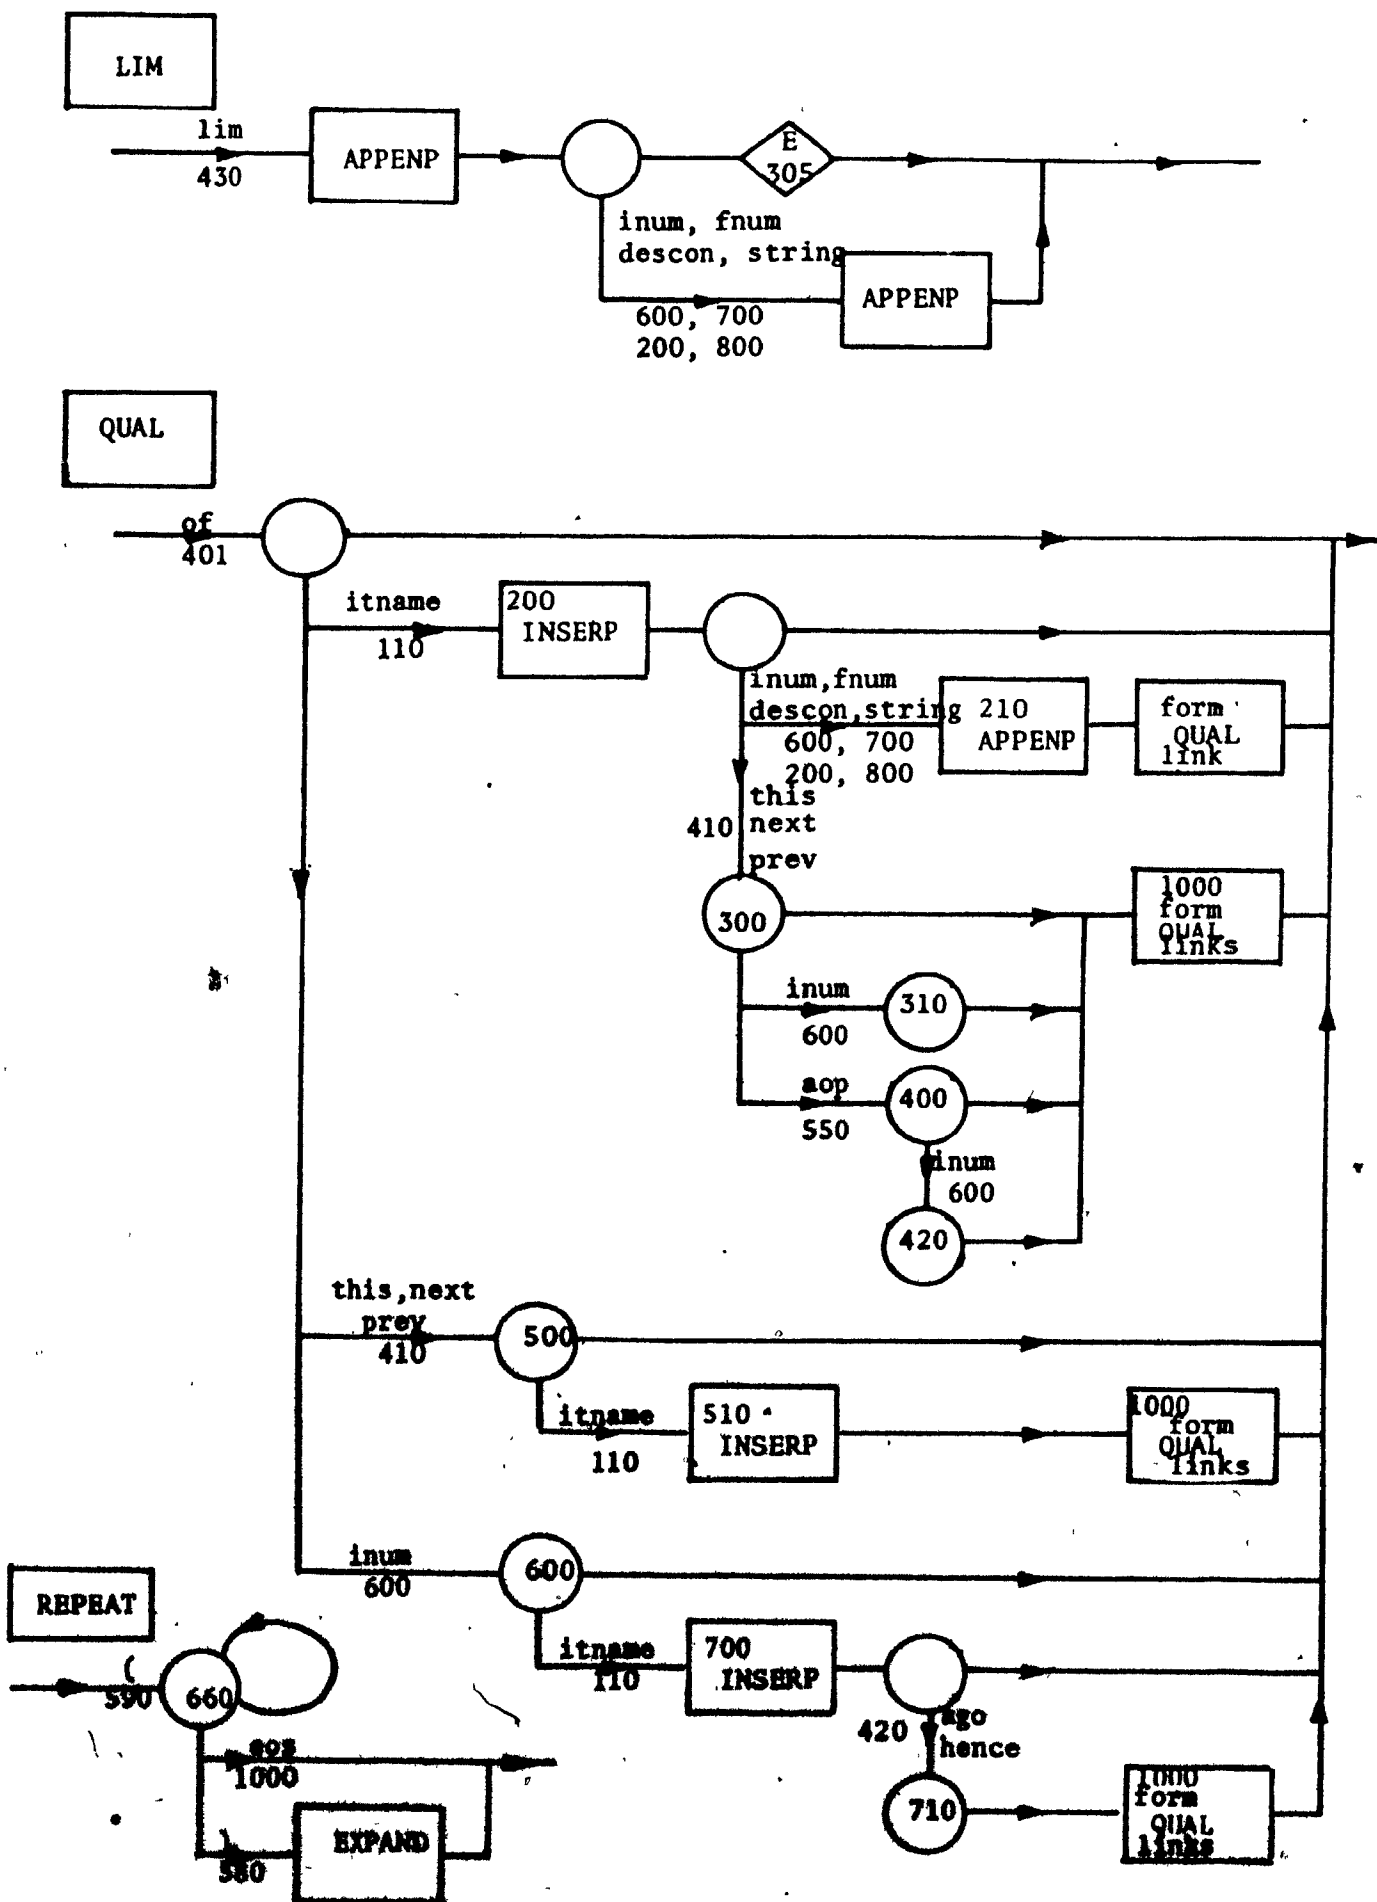 LIM
lim
430
APPENP
E
305
inum, fnum
descon, string
600, 700
200, 800
APPENP
QUAL
of
401
itname
110
200
INSERP
inum,fnum
descon,string
600, 700
200, 800
210
APPENP
form
QUAL
link
this
410 next
prev
300
1000
form
QUAL
links
inum
600
310
aop
550
400
inum
600
420
this,next
prev
410
500
itname
110
510
INSERP
1000
form
QUAL
links
inum
600
600
itname
110
700
INSERP
420 ago
hence
710
1000
form
QUAL
links
REPEAT
(
590
660
eos
1000
)
580
EXPAND